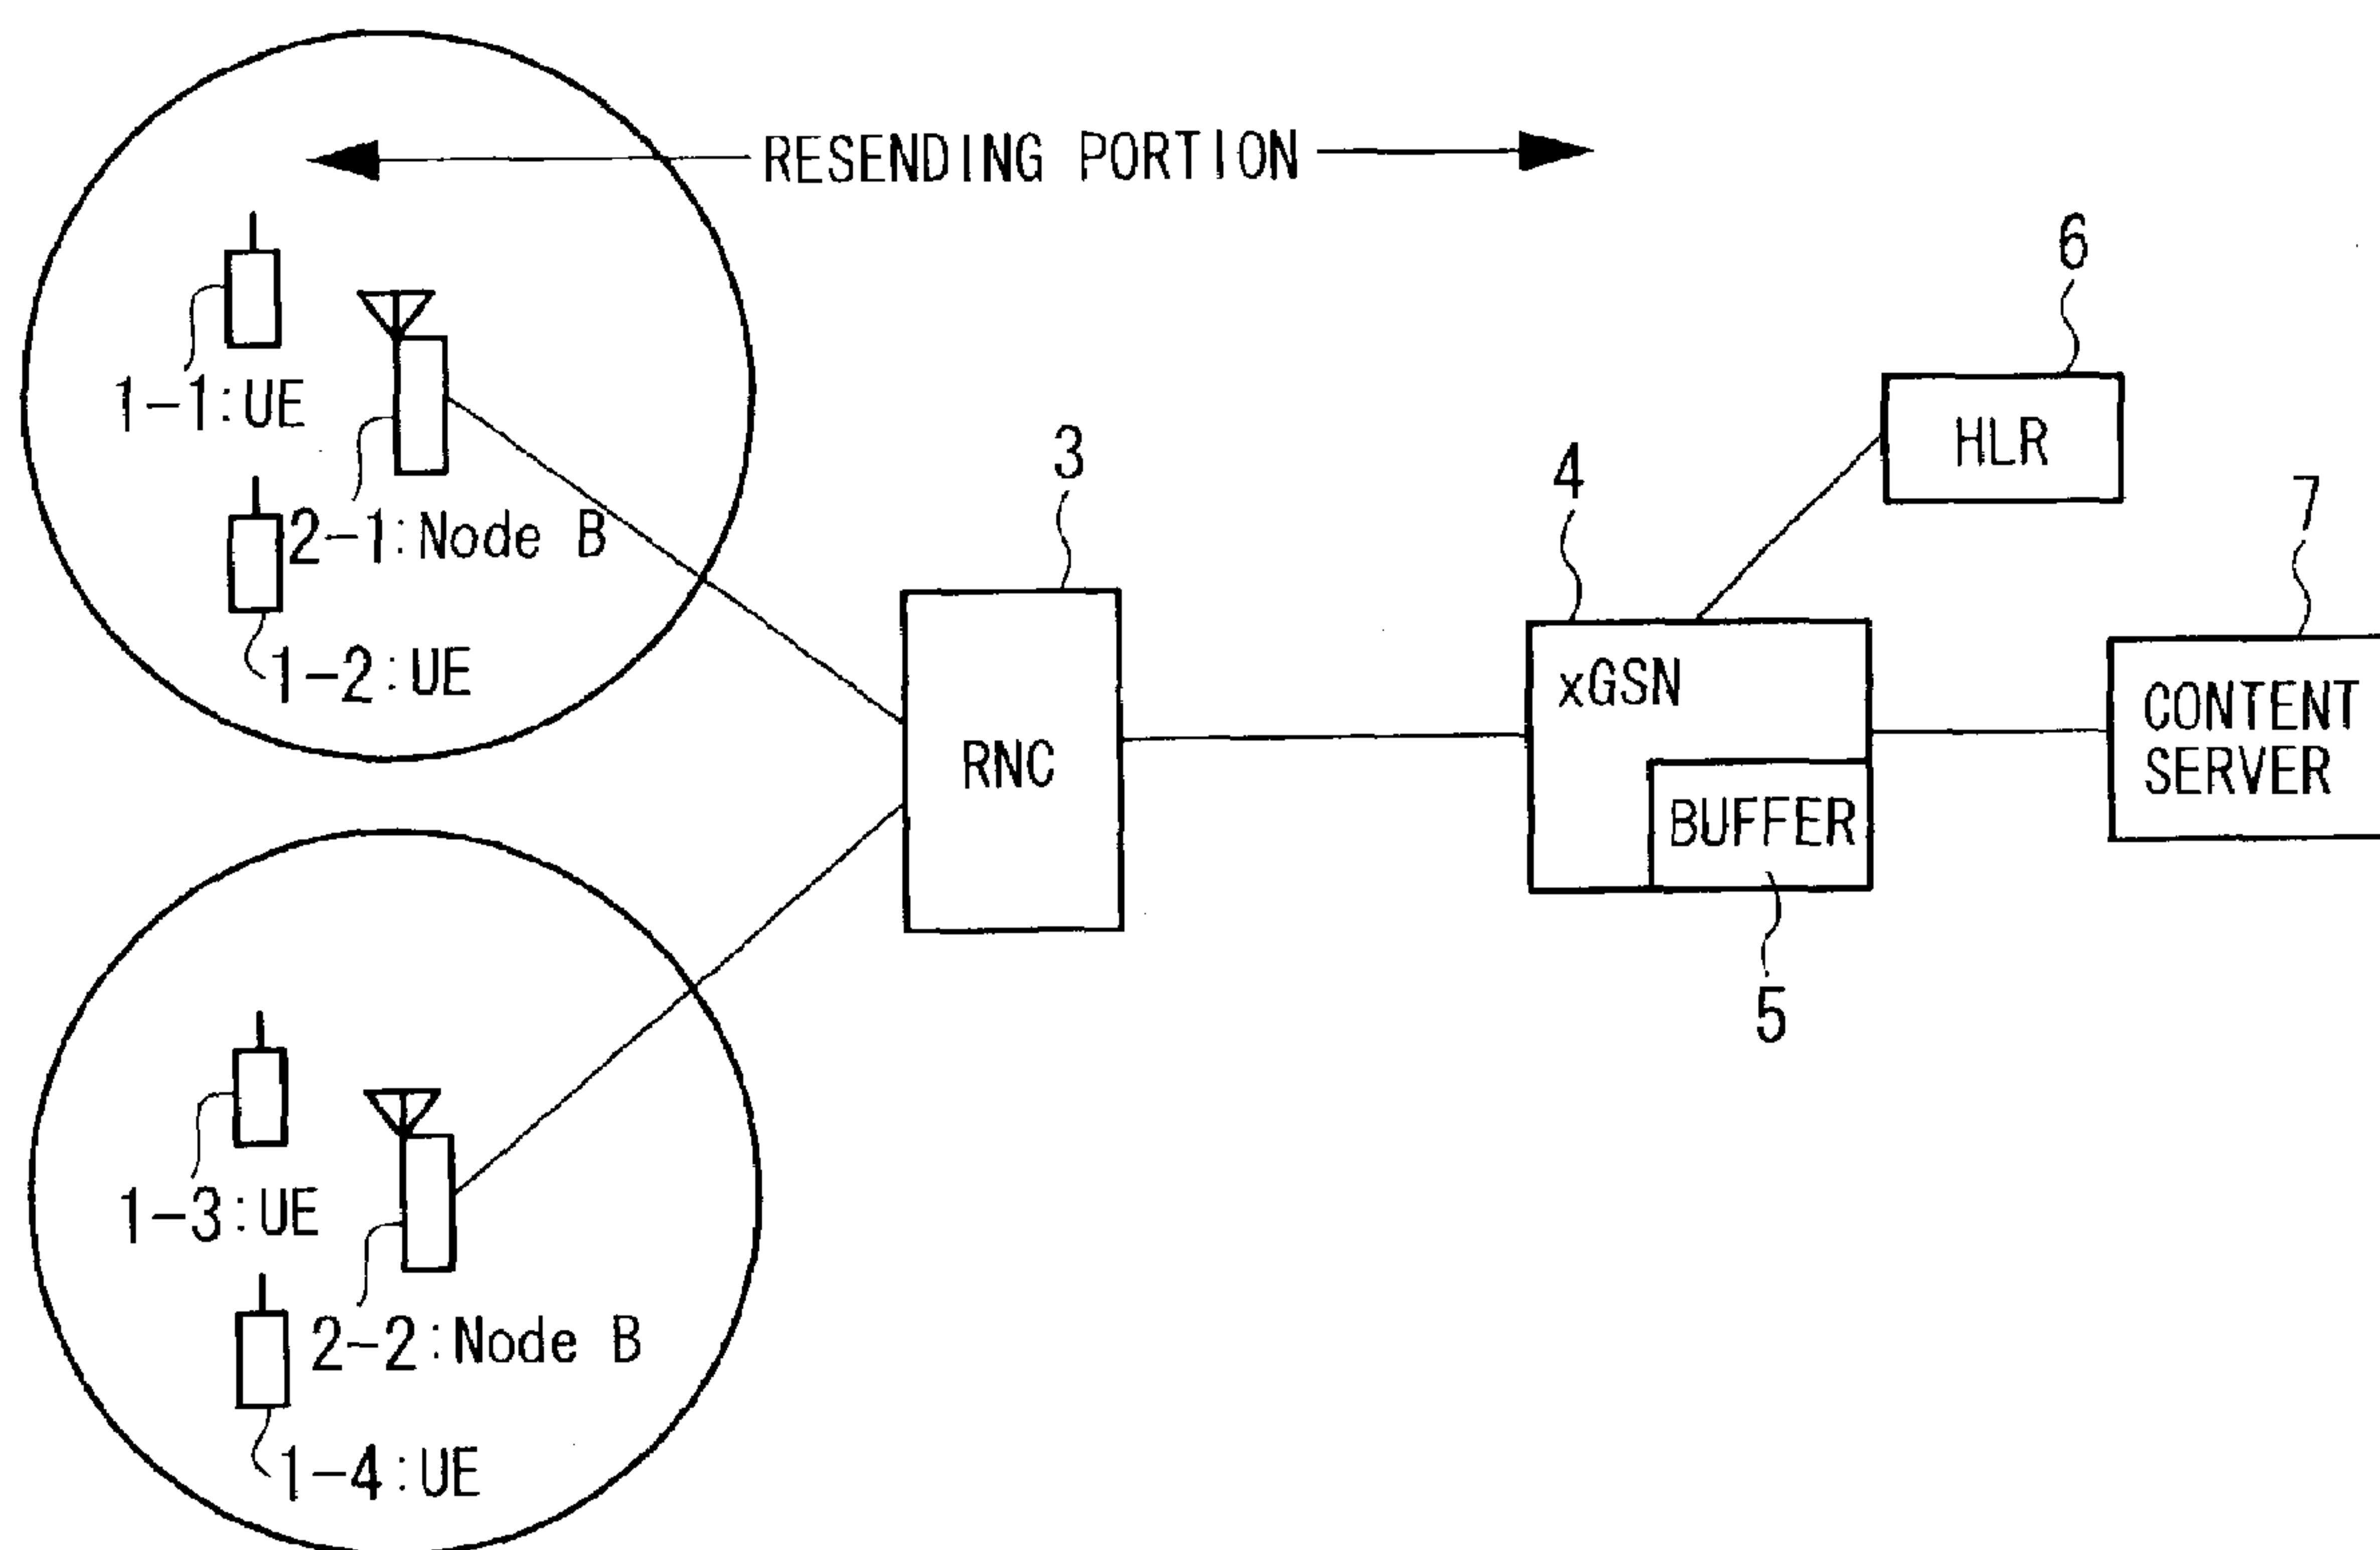 RESENDING PORTION
6
1-1:UE
HLR
3
4
7
2-1:Node B
1-2:UE
xGSN
CONTENT
SERVER
RNC
BUFFER
5
1-3:UE
2-2:Node B
1-4:UE